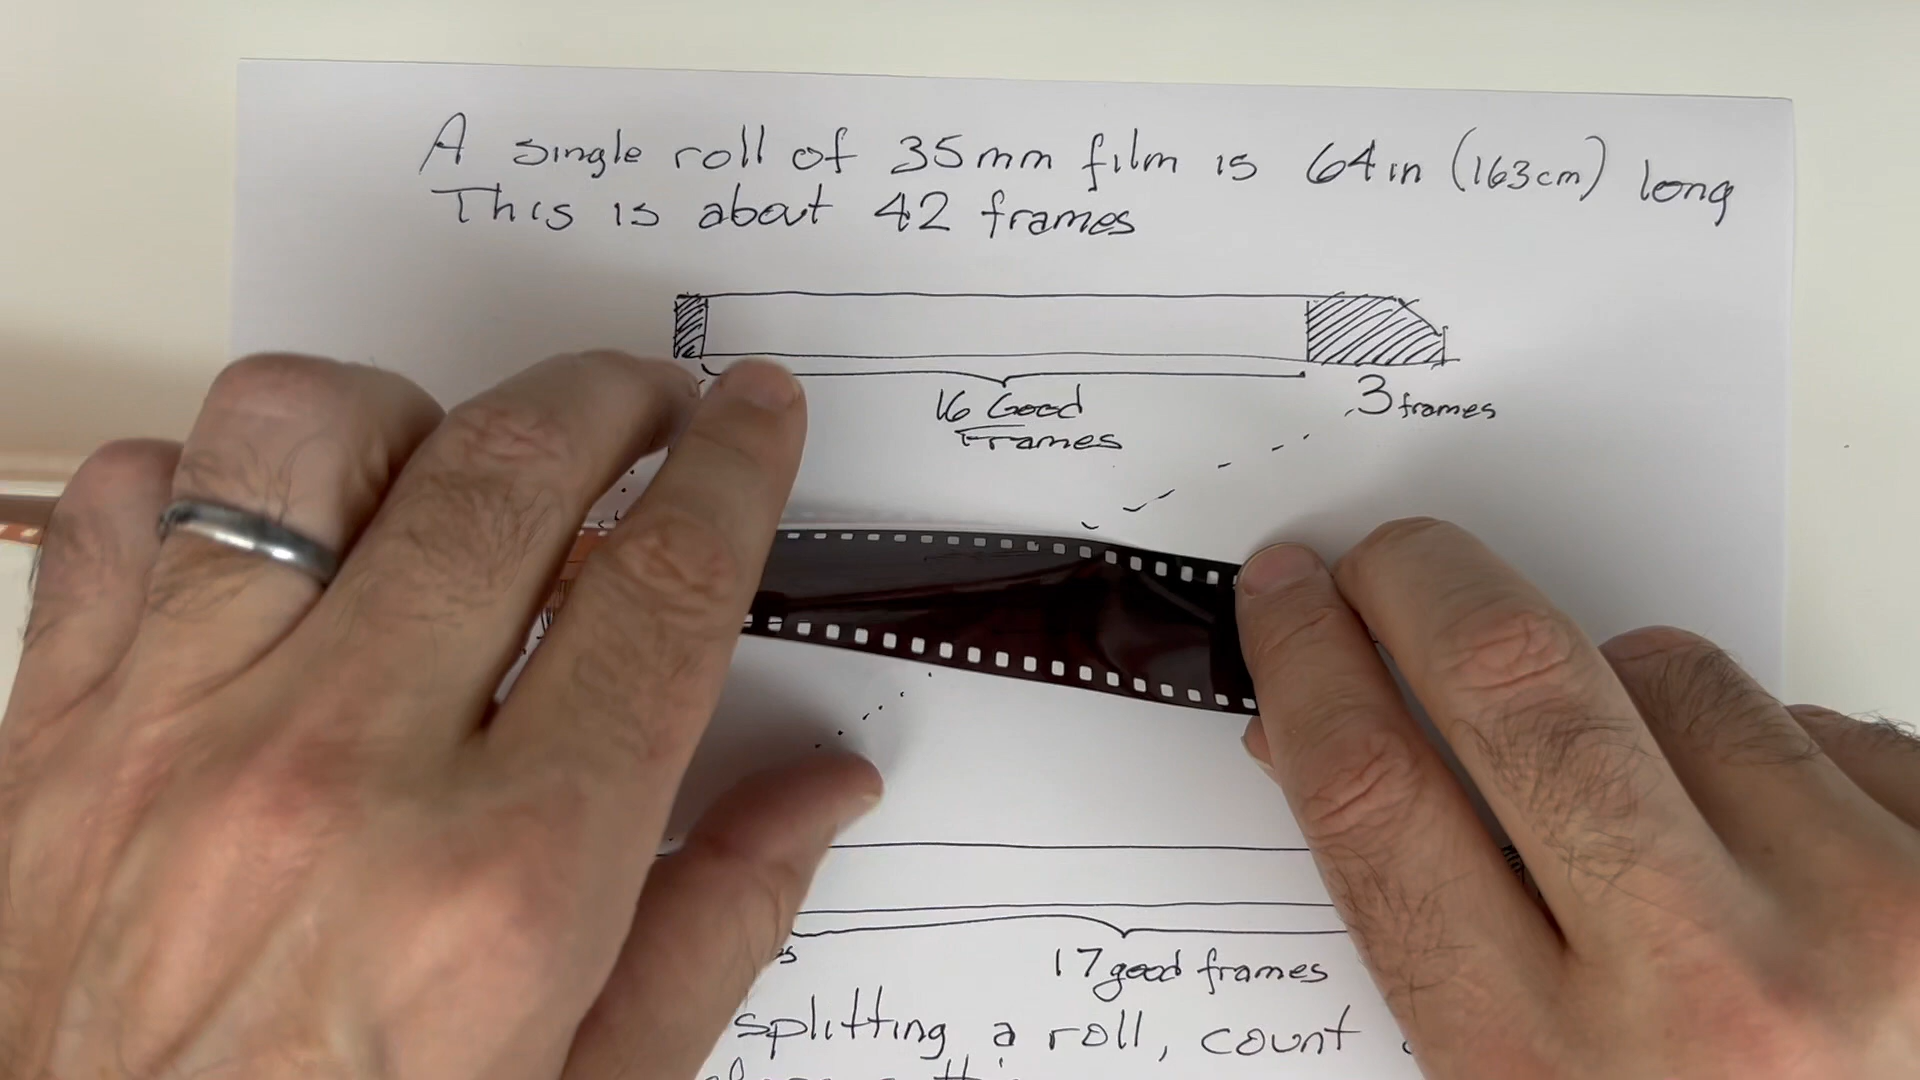 A single roll of 35mm film is 64in (163cm) long
This is about 42 frames
16 Good
Frames
3 frames
17 good frames
splitting a roll, count